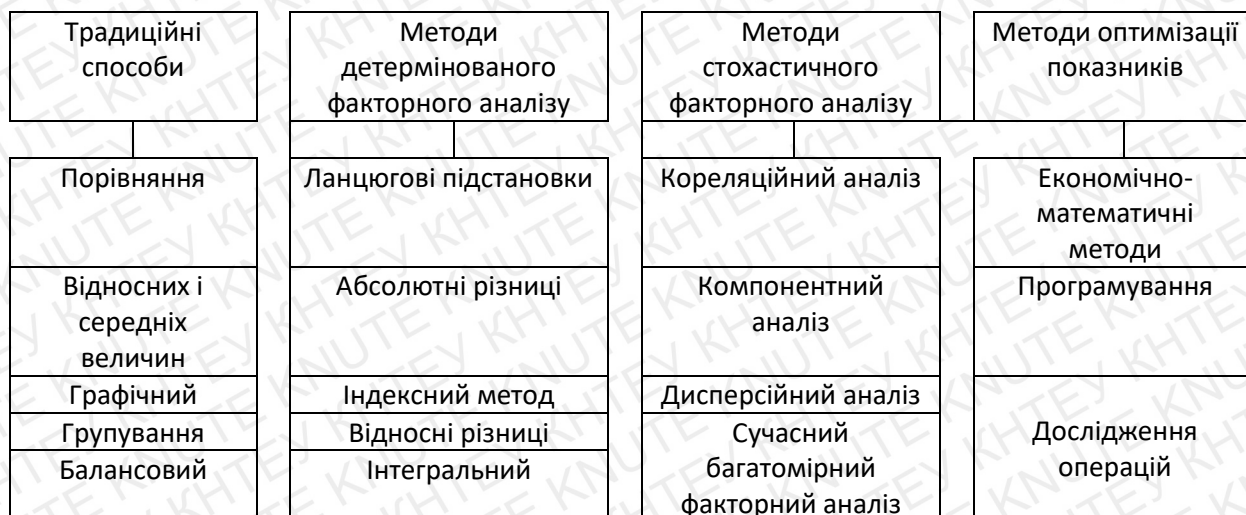 Традиційні
способи
Методи
детермінованого
факторного аналізу
Методи
стохастичного
факторного аналізу
Методи оптимізації
показників
Порівняння
Ланцюгові підстановки
Кореляційний аналіз
Економічно-
математичні
методи
Відносних і
середніх
величин
Абсолютні різниці
Компонентний
аналіз
Програмування
Графічний
Індексний метод
Дисперсійний аналіз
Дослідження
операцій
Групування
Відносні різниці
Сучасний
багатомірний
факторний аналіз
Балансовий
Інтегральний